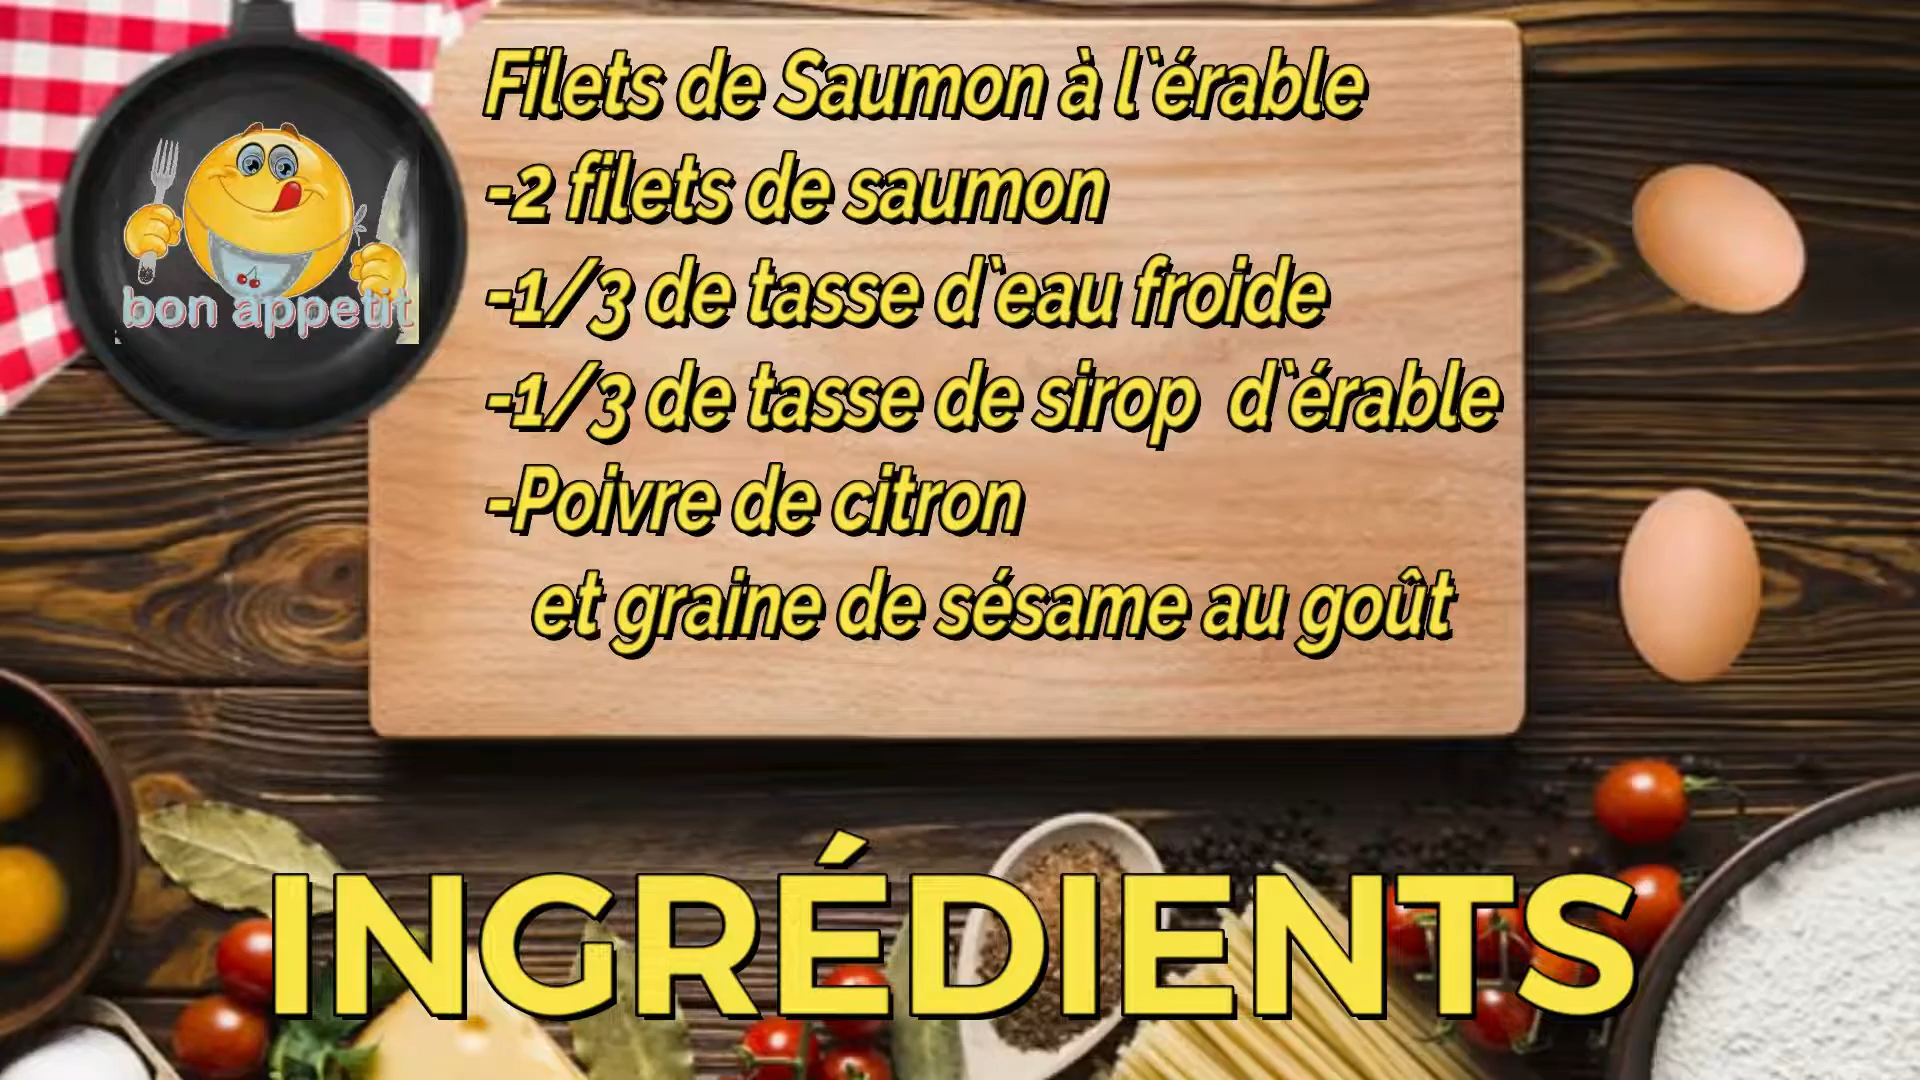 Filets de Saumon à l`érable
-2 filets de saumon
-1/3 de tasse d`eau froide
-1/3 de tasse de sirop  d`érable
-Poivre de citron
et graine de sésame au goût
bon appetit
INGRÉDIENTS